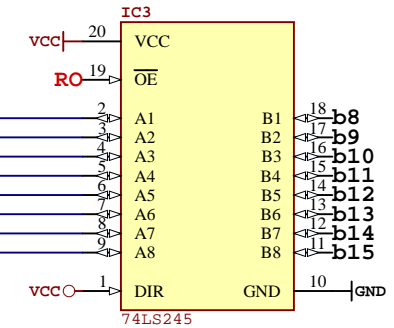 IC3
VCC 20 VCC
RO 19 OE
2 A1 B1 18 b8
3 A2 B2 17 b9
4 A3 B3 16 b10
5 A4 B4 15 b11
6 A5 B5 14 b12
7 A6 B6 13 b13
8 A7 B7 12 b14
9 A8 B8 11 b15
VCC 1 DIR GND 10 GND
74LS245